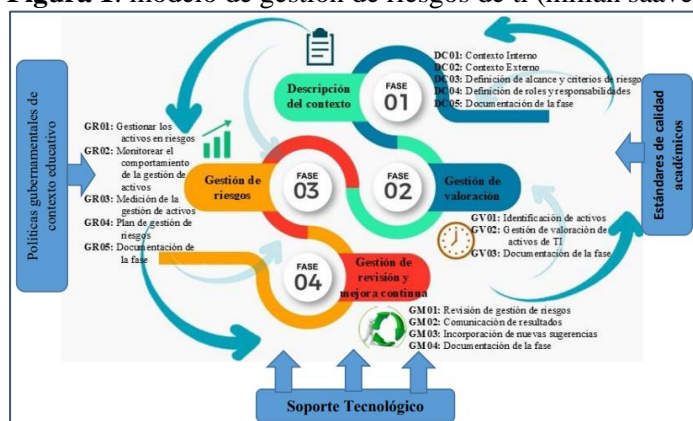 Figura 1. modelo de gestión de riesgos de ti
Políticas gubernamentales de
contexto educativo
Descripción
del contexto
FASE
01
DC01: Contexto Interno
DC02: Contexto Externo
DC03: Definición de alcance y criterios de riesgo
DC04: Definición de roles y responsabilidades
DC05: Documentación de la fase
Estándares de calidad
académicos
GR01: Gestionar los
activos en riesgos
GR02: Monitorear el
comportamiento
de la gestión de
activos
GR03: Medición de la
gestión de activos
GR04: Plan de gestión de
riesgos
GR05: Documentación de
la fase
Gestión de
riesgos
FASE
03
FASE
02
Gestión de
valoración
GV01: Identificación de activos
GV02: Gestión de valoración de
activos de TI
GV03: Documentación de la fase
FASE
04
Gestión de
revisión y
mejora continua
GM01: Revisión de gestión de riesgos
GM02: Comunicación de resultados
GM03: Incorporación de nuevas sugerencias
GM04: Documentación de la fase
Soporte Tecnológico